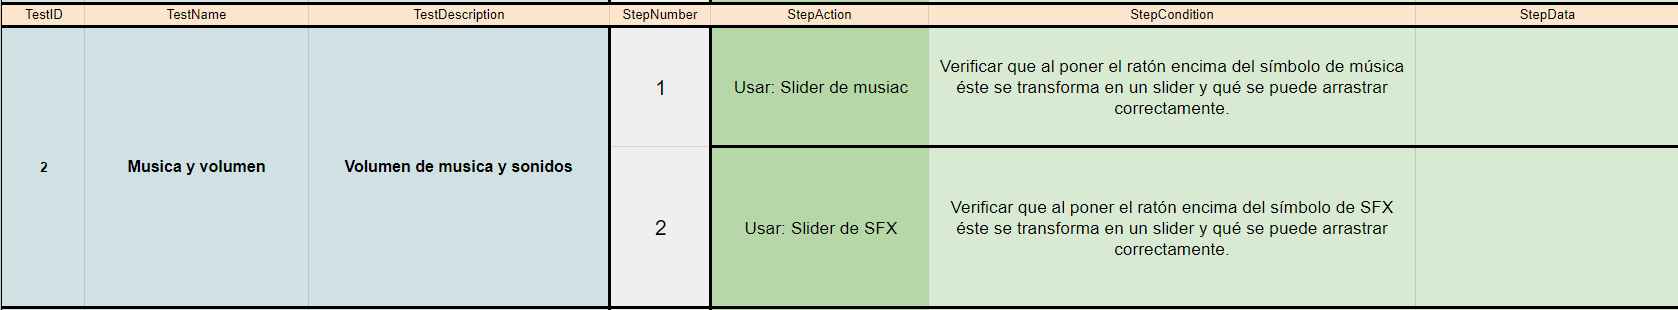 TestID TestName TestDescription StepNumber StepAction StepCondition StepData
2 Musica y volumen Volumen de musica y sonidos
1 Usar: Slider de musiac
Verificar que al poner el ratón encima del símbolo de música
éste se transforma en un slider y qué se puede arrastrar
correctamente.
2 Usar: Slider de SFX
Verificar que al poner el ratón encima del símbolo de SFX
éste se transforma en un slider y qué se puede arrastrar
correctamente.